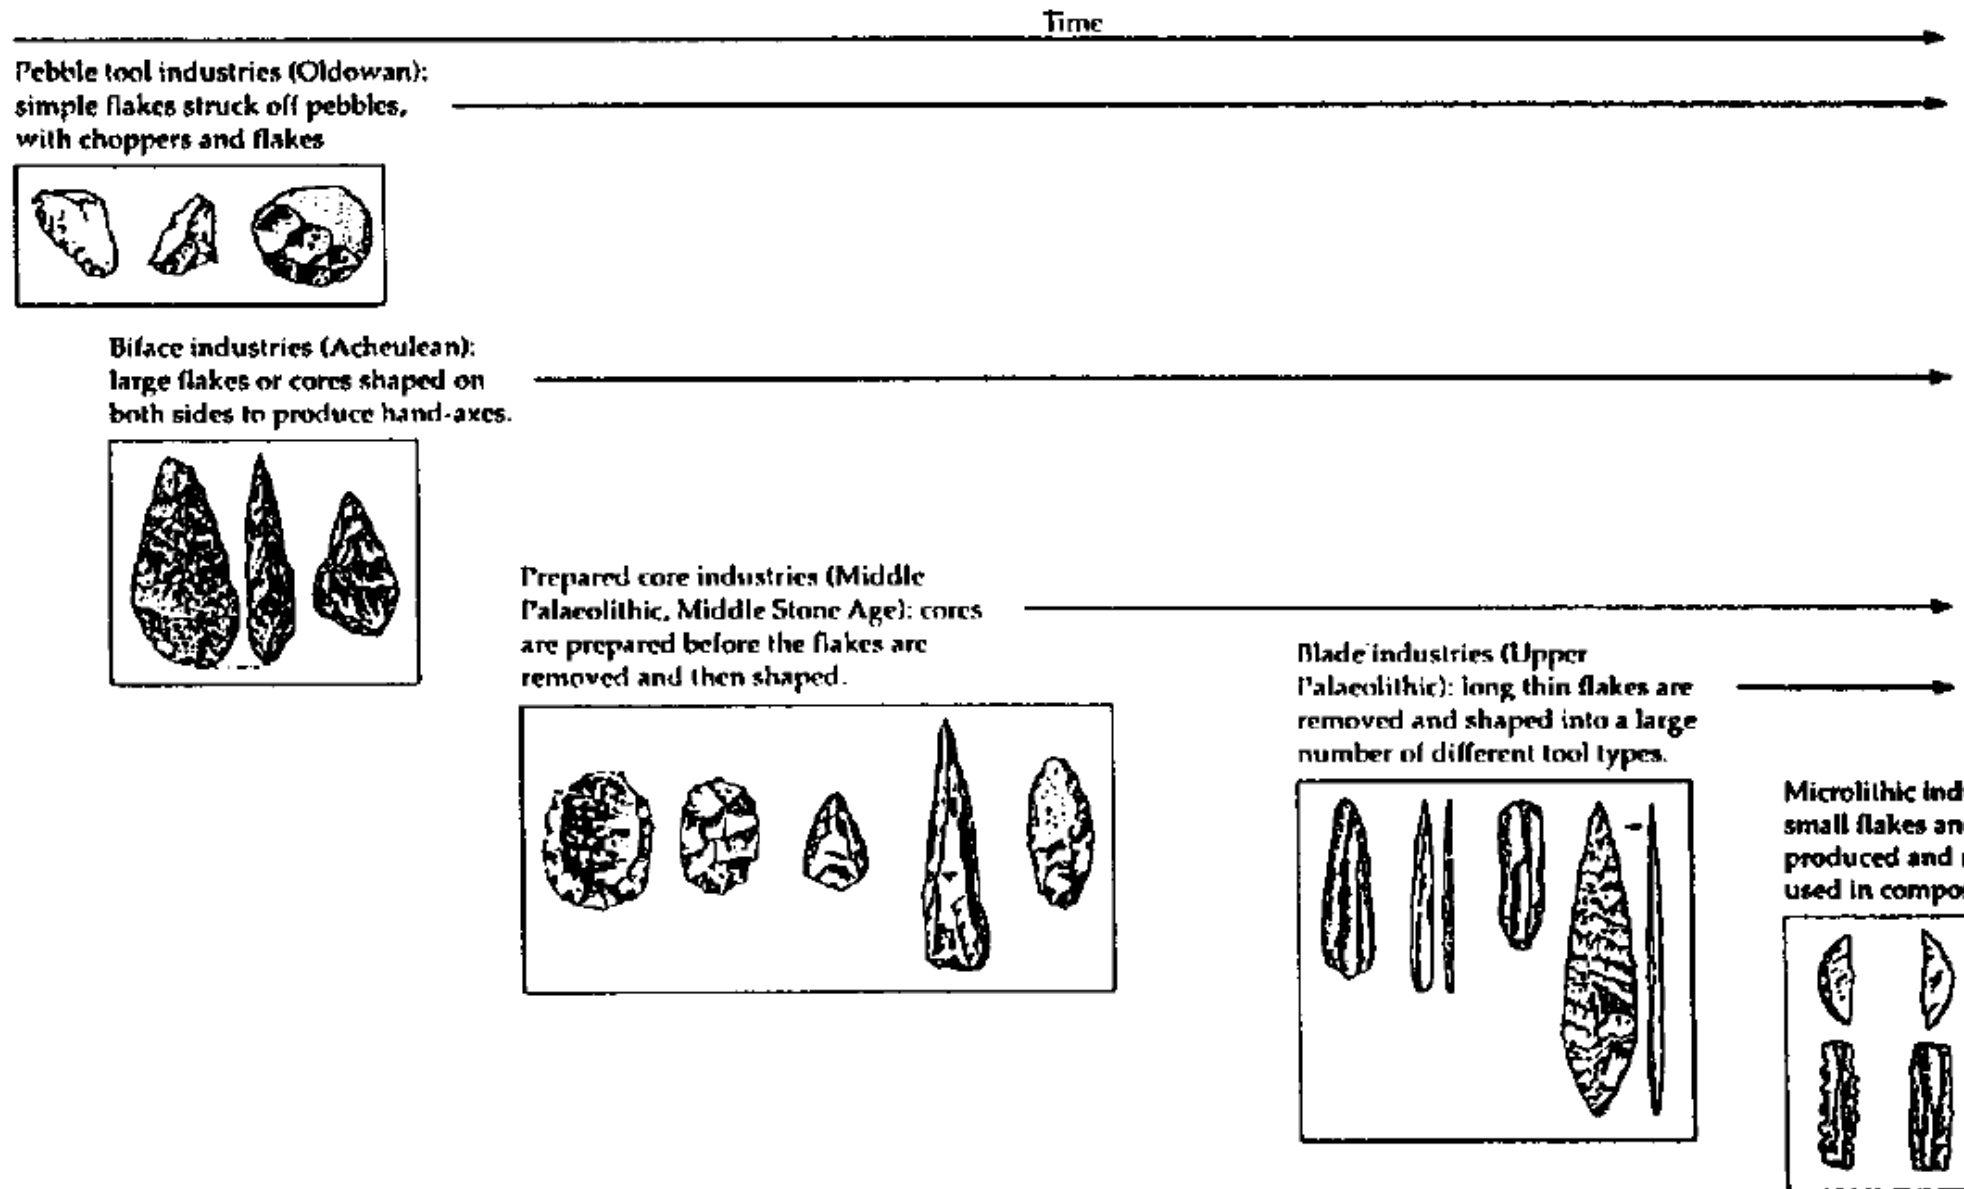 Time
Pebble tool industries (Oldowan):
simple flakes struck off pebbles,
with choppers and flakes
Biface industries (Acheulean):
large flakes or cores shaped on
both sides to produce hand-axes.
Prepared core industries (Middle
Palaeolithic, Middle Stone Age): cores
are prepared before the flakes are
removed and then shaped.
Blade industries (Upper
Palaeolithic): long thin flakes are
removed and shaped into a large
number of different tool types.
Microlithic
small flakes
produced and
used in